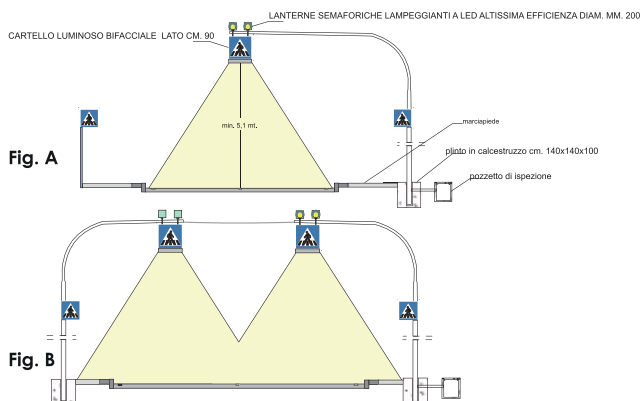 LANTERNE SEMAFORICHE LAMPEGGIANTI A LED ALTISSIMA EFFICIENZA DIAM. MM. 200
CARTELLO LUMINOSO BIFACCIALE LATO CM. 90
min. 5,1 mt.
marciapiede
Fig. A
plinto in calcestruzzo cm. 140x140x100
pozzetto di ispezione
Fig. B